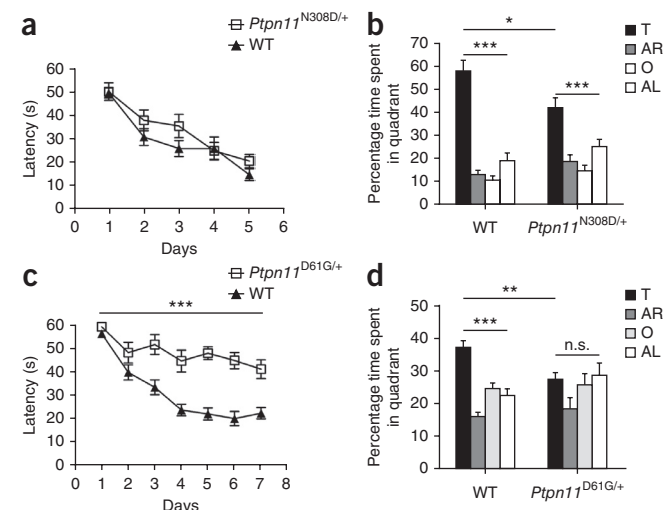 a
Ptpn11N308D/+
WT
Latency (s)
60
50
40
30
20
10
0
0 1 2 3 4 5 6
Days
b
T
AR
O
AL
*
***
***
Percentage time spent
in quadrant
70
60
50
40
30
20
10
0
WT Ptpn11N308D/+
c
Ptpn11D61G/+
WT
***
Latency (s)
60
50
40
30
20
10
0
0 1 2 3 4 5 6 7 8
Days
d
T
AR
O
AL
**
***
n.s.
Percentage time spent
in quadrant
50
40
30
20
10
0
WT Ptpn11D61G/+